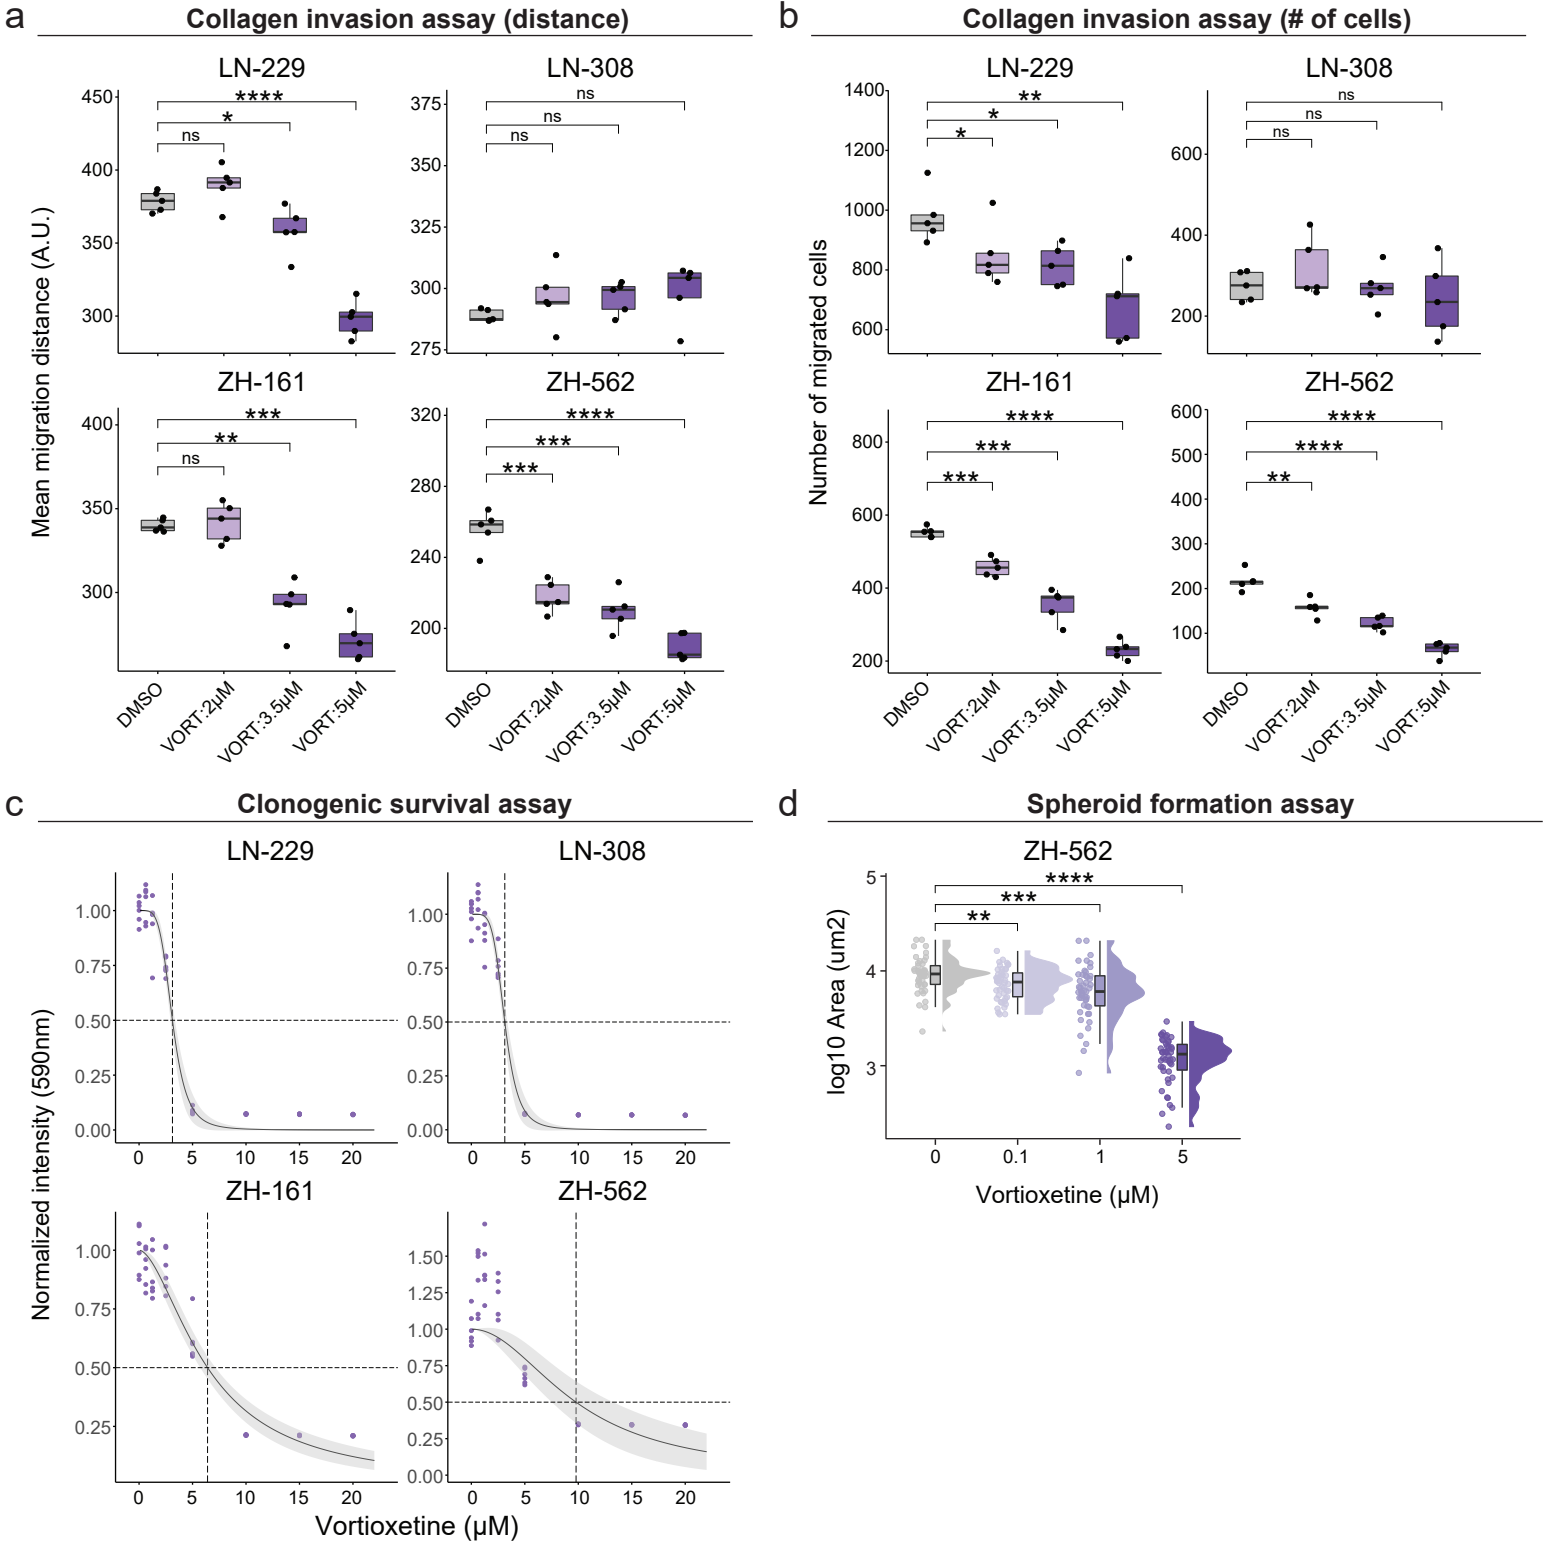 a
Collagen invasion assay (distance)
Mean migration distance (A.U.)
LN-229
450
400
350
300
****
*
ns
LN-308
375
350
325
300
275
ns
ns
ns
ZH-161
400
350
300
***
**
ns
DMSO
VORT:2µM
VORT:3.5µM
VORT:5µM
ZH-562
320
280
240
200
****
***
***
DMSO
VORT:2µM
VORT:3.5µM
VORT:5µM
b
Collagen invasion assay (# of cells)
Number of migrated cells
LN-229
1400
1200
1000
800
600
**
*
*
LN-308
600
400
200
ns
ns
ns
ZH-161
800
600
400
200
****
***
***
DMSO
VORT:2µM
VORT:3.5µM
VORT:5µM
ZH-562
600
500
400
300
200
100
****
****
**
DMSO
VORT:2µM
VORT:3.5µM
VORT:5µM
c
Clonogenic survival assay
Normalized intensity (590nm)
LN-229
1.00
0.75
0.50
0.25
0.00
0 5 10 15 20
LN-308
1.00
0.75
0.50
0.25
0.00
0 5 10 15 20
ZH-161
1.00
0.75
0.50
0.25
0 5 10 15 20
ZH-562
1.50
1.25
1.00
0.75
0.50
0.25
0.00
0 5 10 15 20
Vortioxetine (µM)
d
Spheroid formation assay
ZH-562
log10 Area (um2)
5
4
3
****
***
**
0 0.1 1 5
Vortioxetine (µM)